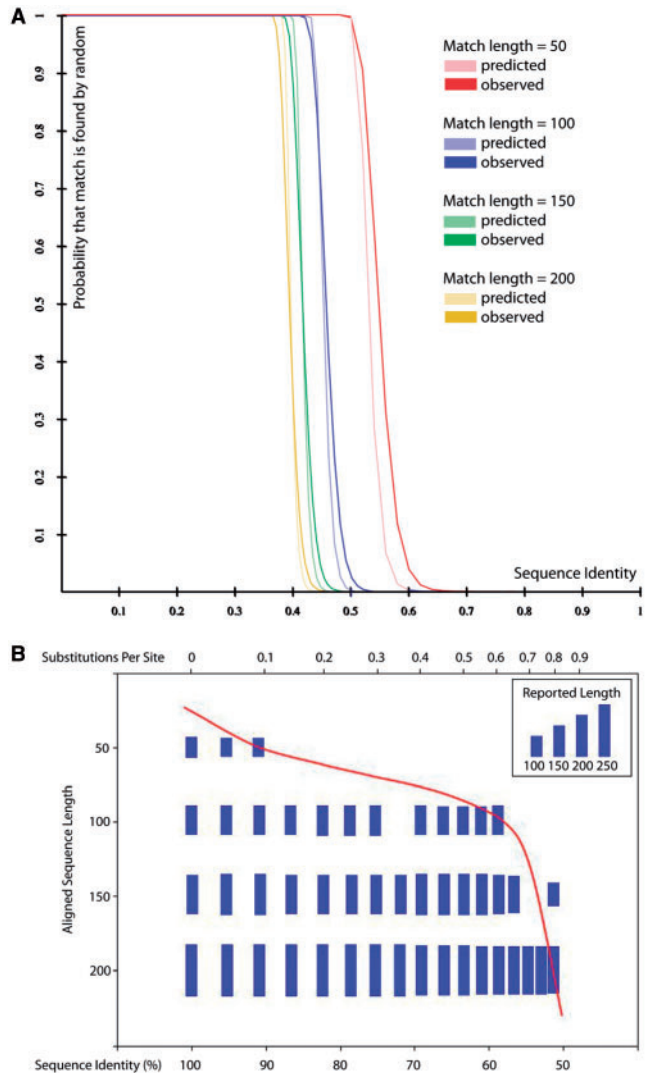 A
1
0.9
0.8
0.7
0.6
0.5
0.4
0.3
0.2
0.1
Probability that match is found by random
Match length = 50
predicted
observed
Match length = 100
predicted
observed
Match length = 150
predicted
observed
Match length = 200
predicted
observed
Sequence Identity
0.1 0.2 0.3 0.4 0.5 0.6 0.7 0.8 0.9 1
B
Substitutions Per Site 0 0.1 0.2 0.3 0.4 0.5 0.6 0.7 0.8 0.9
Reported Length
100 150 200 250
Aligned Sequence Length
50
100
150
200
Sequence Identity (%) 100 90 80 70 60 50